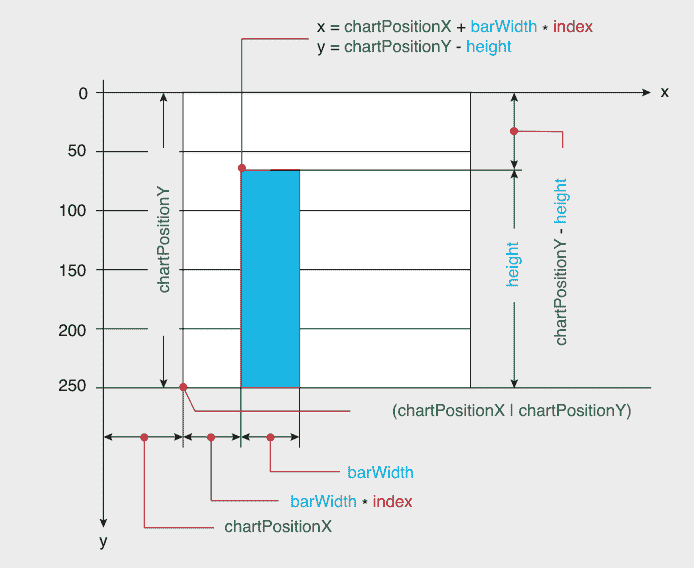 x = chartPositionX + barWidth * index
y = chartPositionY - height
x
0
50
100
150
200
250
chartPositionY
height
chartPositionY - height
(chartPositionX | chartPositionY)
barWidth
barWidth * index
chartPositionX
y